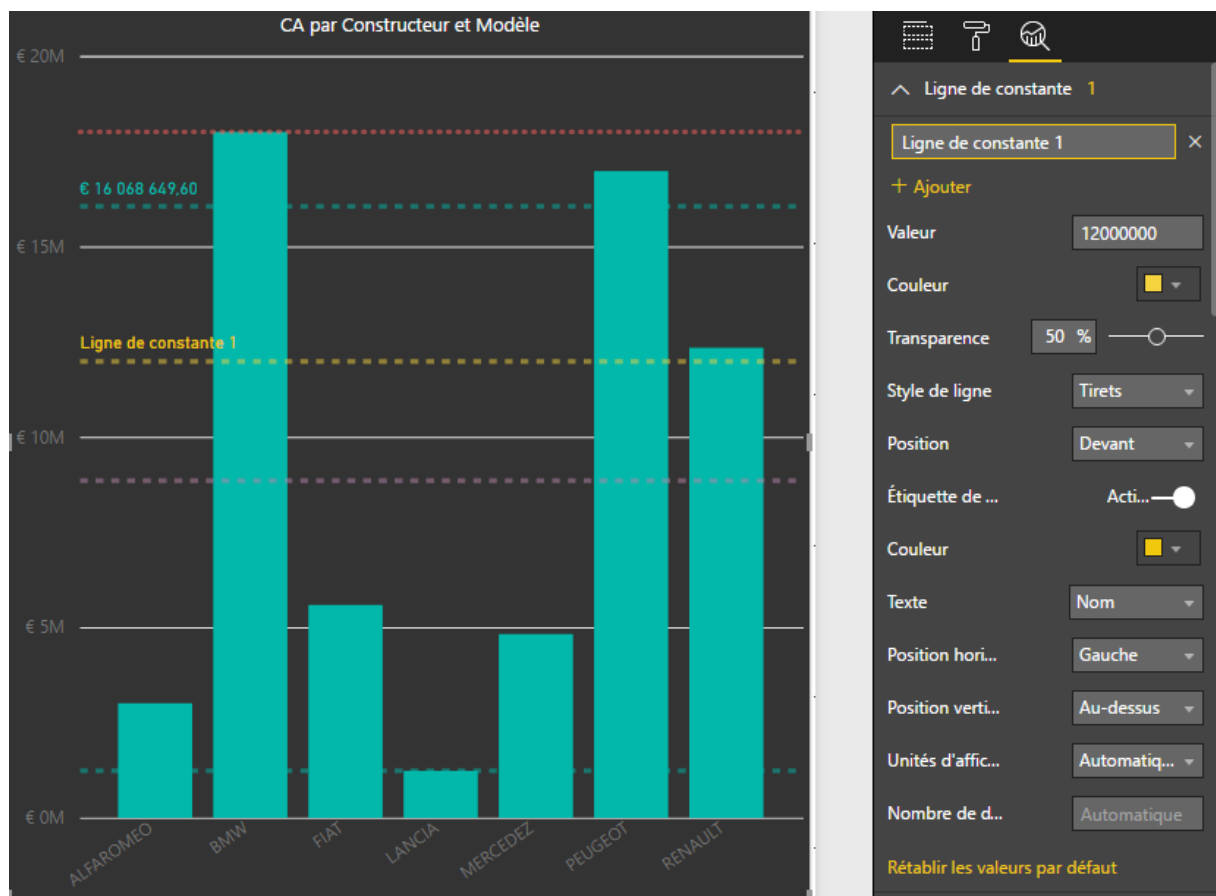 CA par Constructeur et Modèle
€ 20M
€ 16 068 649,60
€ 15M
Ligne de constante 1
€ 10M
€ 5M
€ 0M
ALFAROMEO
BMW
FIAT
LANCIA
MERCEDEZ
PEUGEOT
RENAULT
Ligne de constante 1
Ligne de constante 1
+ Ajouter
Valeur 12000000
Couleur
Transparence 50 %
Style de ligne Tirets
Position Devant
Étiquette de ... Acti...
Couleur
Texte Nom
Position hori... Gauche
Position verti... Au-dessus
Unités d'affic... Automatiq...
Nombre de d... Automatique
Rétablir les valeurs par défaut